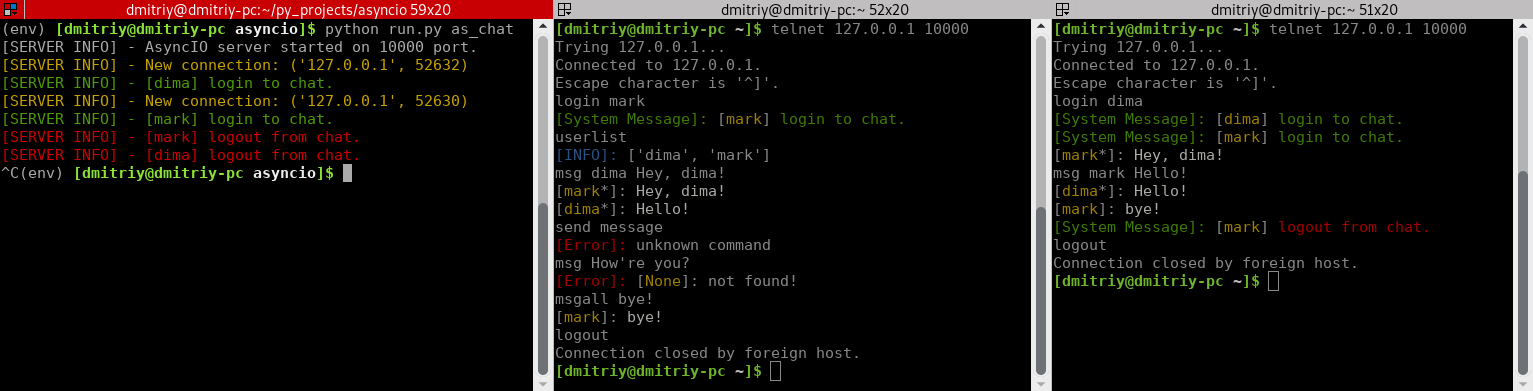 dmitriy@dmitriy-pc:~/py_projects/asyncio 59x20
(env) [dmitriy@dmitriy-pc asyncio]$ python run.py as_chat
[SERVER INFO] - AsyncIO server started on 10000 port.
[SERVER INFO] - New connection: ('127.0.0.1', 52632)
[SERVER INFO] - [dima] login to chat.
[SERVER INFO] - New connection: ('127.0.0.1', 52630)
[SERVER INFO] - [mark] login to chat.
[SERVER INFO] - [mark] logout from chat.
[SERVER INFO] - [dima] logout from chat.
^C(env) [dmitriy@dmitriy-pc asyncio]$
dmitriy@dmitriy-pc:~ 52x20
[dmitriy@dmitriy-pc ~]$ telnet 127.0.0.1 10000
Trying 127.0.0.1...
Connected to 127.0.0.1.
Escape character is '^]'.
login mark
[System Message]: [mark] login to chat.
userlist
[INFO]: ['dima', 'mark']
msg dima Hey, dima!
[mark*]: Hey, dima!
[dima*]: Hello!
send message
[Error]: unknown command
msg How're you?
[Error]: [None]: not found!
msgall bye!
[mark]: bye!
logout
Connection closed by foreign host.
[dmitriy@dmitriy-pc ~]$
dmitriy@dmitriy-pc:~ 51x20
[dmitriy@dmitriy-pc ~]$ telnet 127.0.0.1 10000
Trying 127.0.0.1...
Connected to 127.0.0.1.
Escape character is '^]'.
login dima
[System Message]: [dima] login to chat.
[System Message]: [mark] login to chat.
[mark*]: Hey, dima!
msg mark Hello!
[dima*]: Hello!
[mark]: bye!
[System Message]: [mark] logout from chat.
logout
Connection closed by foreign host.
[dmitriy@dmitriy-pc ~]$